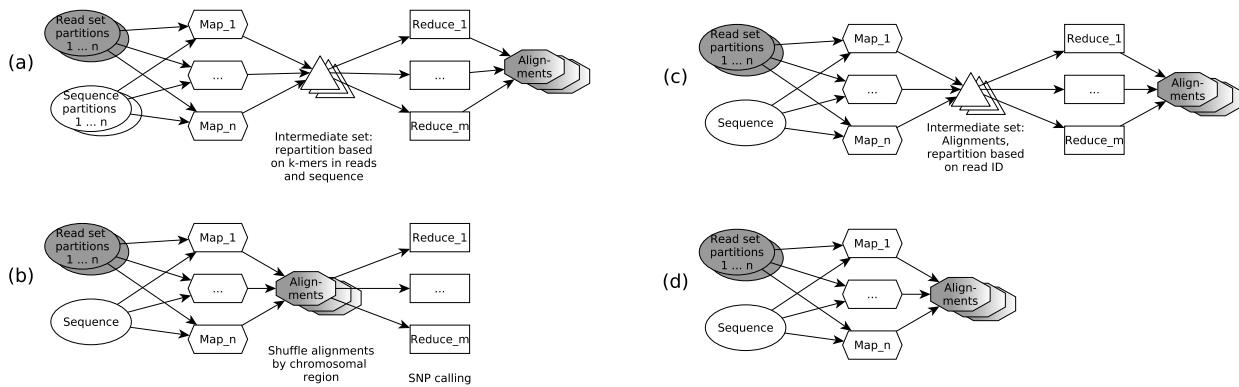 (a)
Read set
partitions
1 ... n
Sequence
partitions
1 ... n
Map_1
...
Map_n
Intermediate set:
repartition based
on k-mers in reads
and sequence
Reduce_1
...
Reduce_m
Align-
ments
(b)
Read set
partitions
1 ... n
Sequence
Map_1
...
Map_n
Align-
ments
Shuffle alignments
by chromosomal
region
Reduce_1
...
Reduce_m
SNP calling
(c)
Read set
partitions
1 ... n
Sequence
Map_1
...
Map_n
Intermediate set:
Alignments,
repartition based
on read ID
Reduce_1
...
Reduce_m
Align-
ments
(d)
Read set
partitions
1 ... n
Sequence
Map_1
...
Map_n
Align-
ments